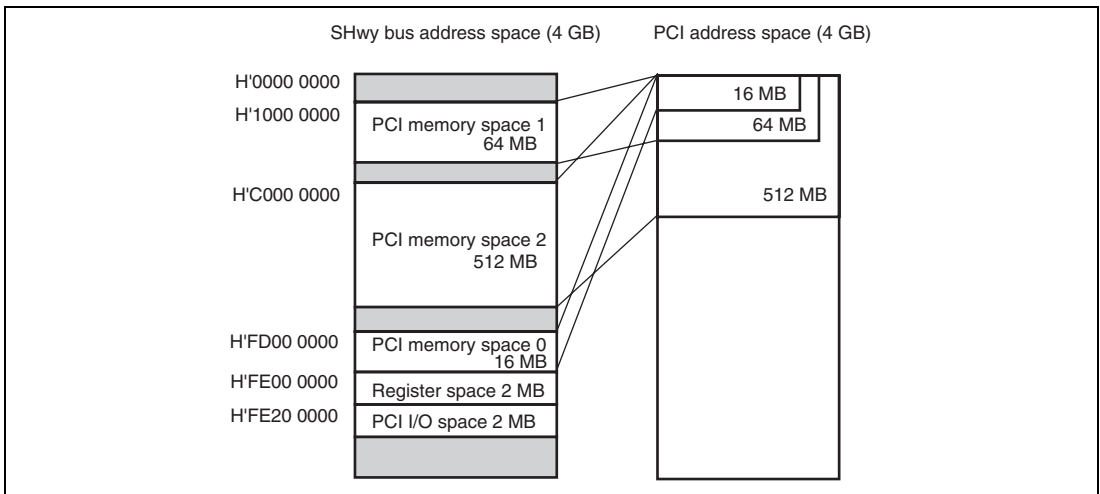 SHwy bus address space (4 GB)
PCI address space (4 GB)
H'0000 0000
H'1000 0000
PCI memory space 1
64 MB
H'C000 0000
PCI memory space 2
512 MB
H'FD00 0000
PCI memory space 0
16 MB
H'FE00 0000
Register space 2 MB
H'FE20 0000
PCI I/O space 2 MB
16 MB
64 MB
512 MB